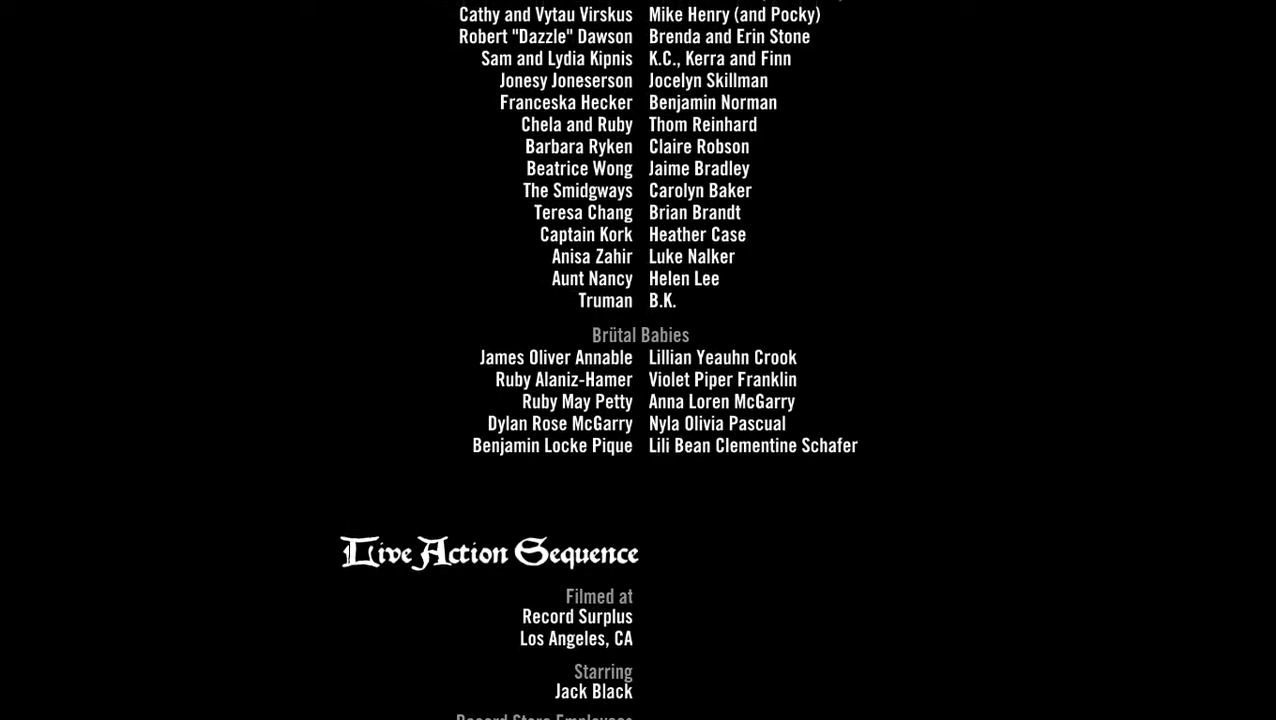 Cathy and Vytau Virskus Mike Henry (and Pocky)
Robert "Dazzle" Dawson Brenda and Erin Stone
Sam and Lydia Kipnis K.C., Kerra and Finn
Jonesy Joneserson Jocelyn Skillman
Franceska Hecker Benjamin Norman
Chela and Ruby Thom Reinhard
Barbara Ryken Claire Robson
Beatrice Wong Jaime Bradley
The Smidgways Carolyn Baker
Teresa Chang Brian Brandt
Captain Kork Heather Case
Anisa Zahir Luke Nalker
Aunt Nancy Helen Lee
Truman B.K.
Brütal Babies
James Oliver Annable Lillian Yeauhn Crook
Ruby Alaniz-Hamer Violet Piper Franklin
Ruby May Petty Anna Loren McGarry
Dylan Rose McGarry Nyla Olivia Pascual
Benjamin Locke Pique Lili Bean Clementine Schafer
Live Action Sequence
Filmed at
Record Surplus
Los Angeles, CA
Starring
Jack Black
Record Store Employees